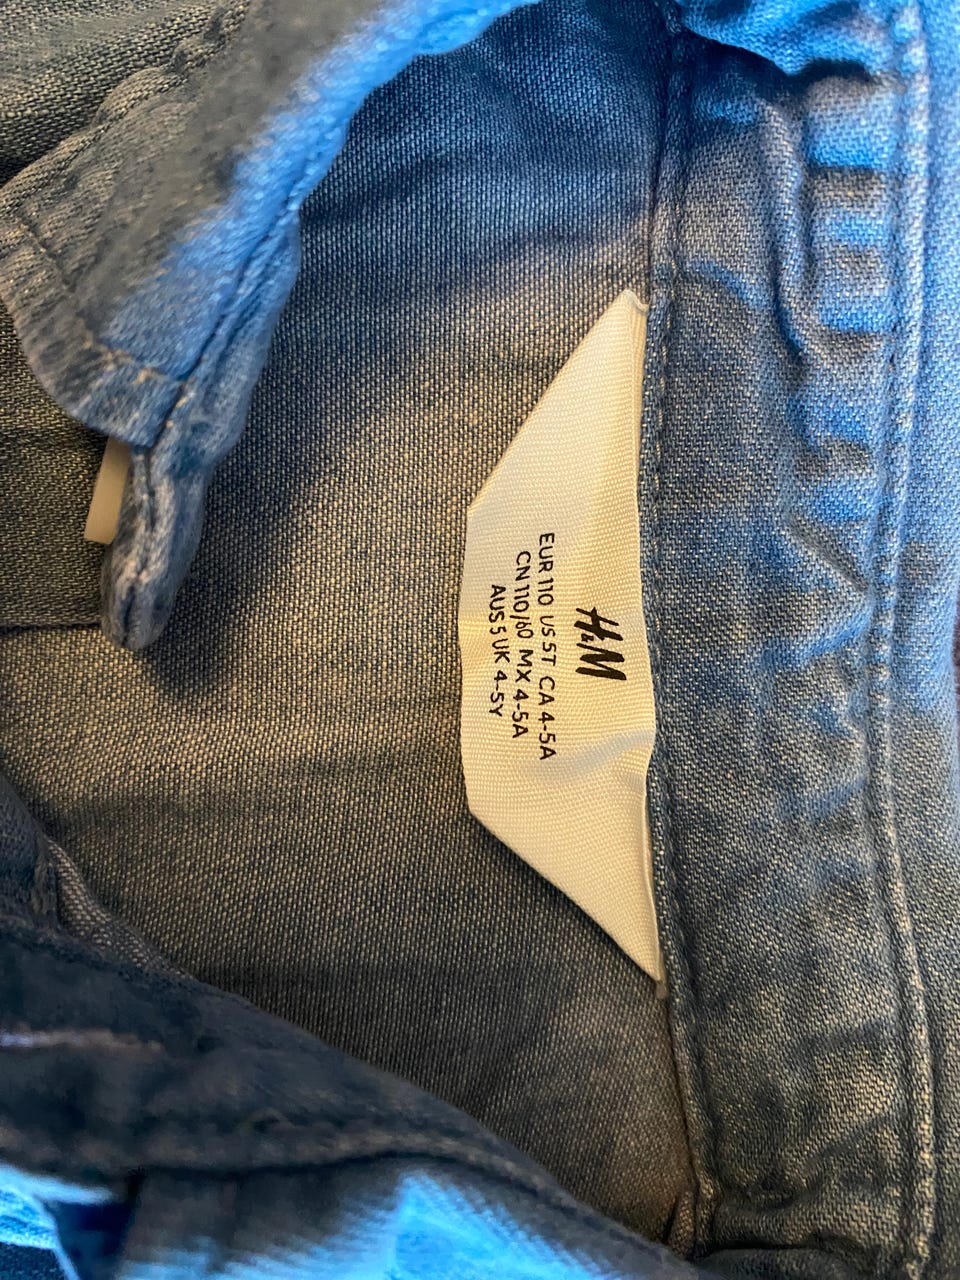 H&M
EUR 110 US 5T CA 4-5A
CN 110/60 MX 4-5A
AUS 5 UK 4-5Y